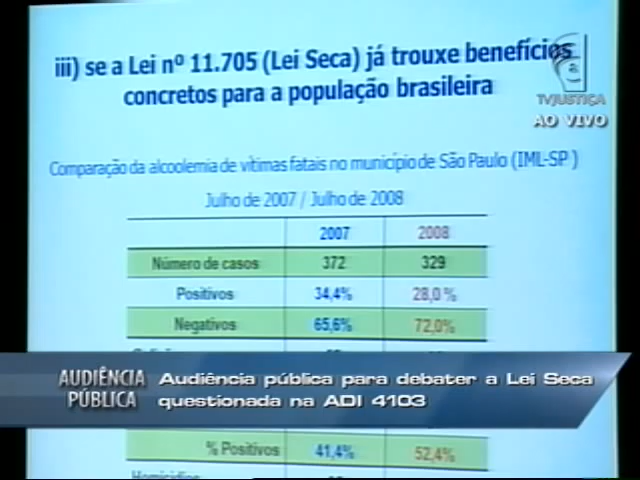 iii) se a Lei nº 11.705 (Lei Seca) já trouxe benefícios
concretos para a população brasileira
TVJUSTIÇA
AO VIVO
Comparação da alcoolemia de vítimas fatais no município de São Paulo (IML-SP )
Julho de 2007 / Julho de 2008
2007 2008
Número de casos 372 329
Positivos 34,4% 28,0 %
Negativos 65,6% 72,0%
AUDIÊNCIA PÚBLICA
Audiência pública para debater a Lei Seca
questionada na ADI 4103
% Positivos 41,4% 52,4%
Homicídios